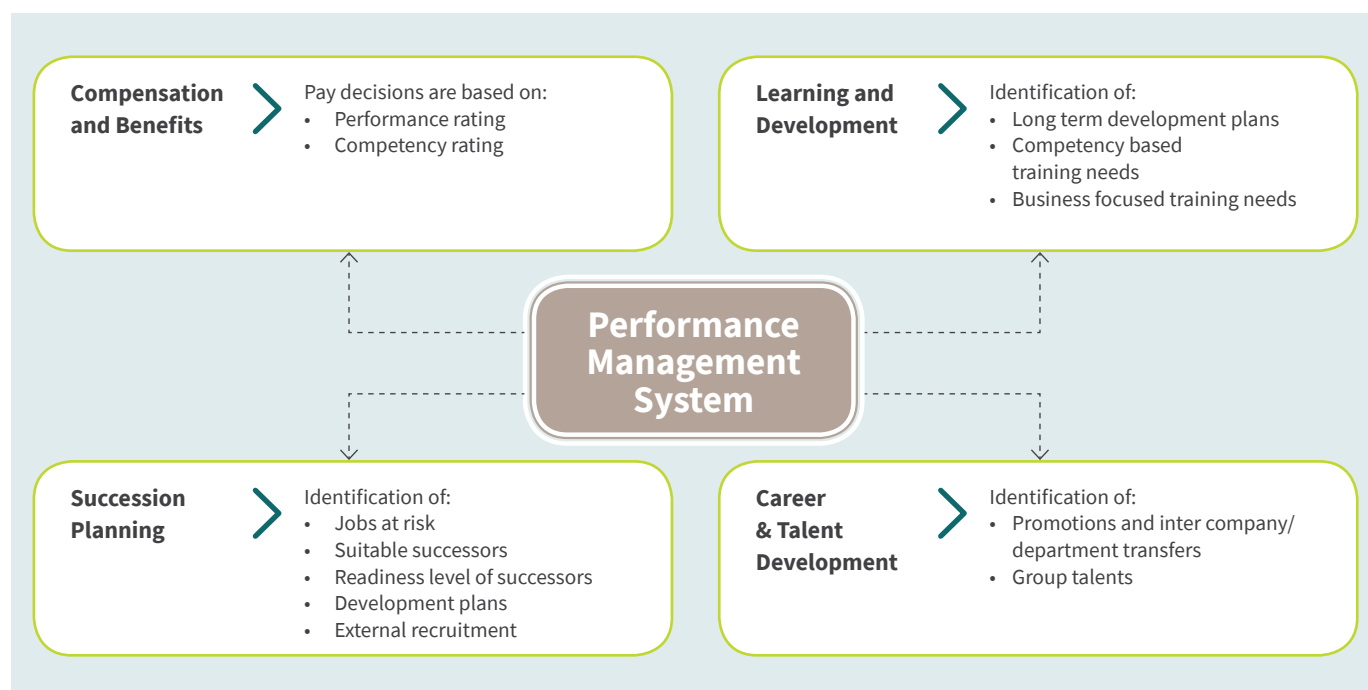 Compensation
and Benefits
Pay decisions are based on:
• Performance rating
• Competency rating
Learning and
Development
Identification of:
• Long term development plans
• Competency based
training needs
• Business focused training needs
Performance
Management
System
Succession
Planning
Identification of:
• Jobs at risk
• Suitable successors
• Readiness level of successors
• Development plans
• External recruitment
Career
& Talent
Development
Identification of:
• Promotions and inter company/
department transfers
• Group talents